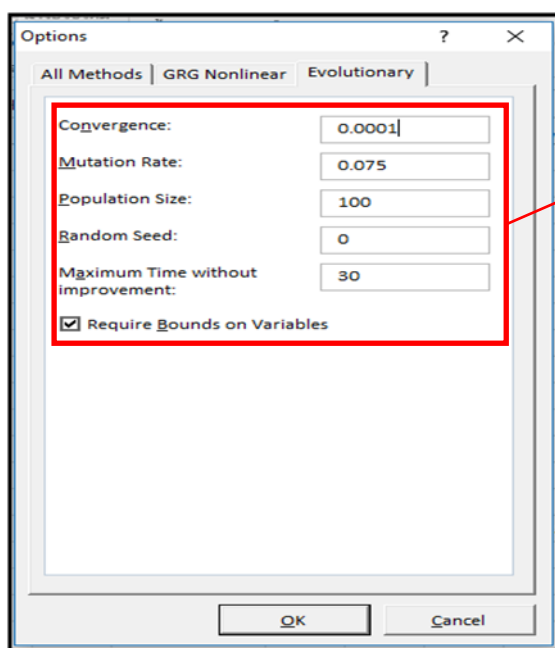 Options ? ×
All Methods GRG Nonlinear Evolutionary
Convergence: 0.0001
Mutation Rate: 0.075
Population Size: 100
Random Seed: 0
Maximum Time without 30
improvement:
Require Bounds on Variables
OK Cancel